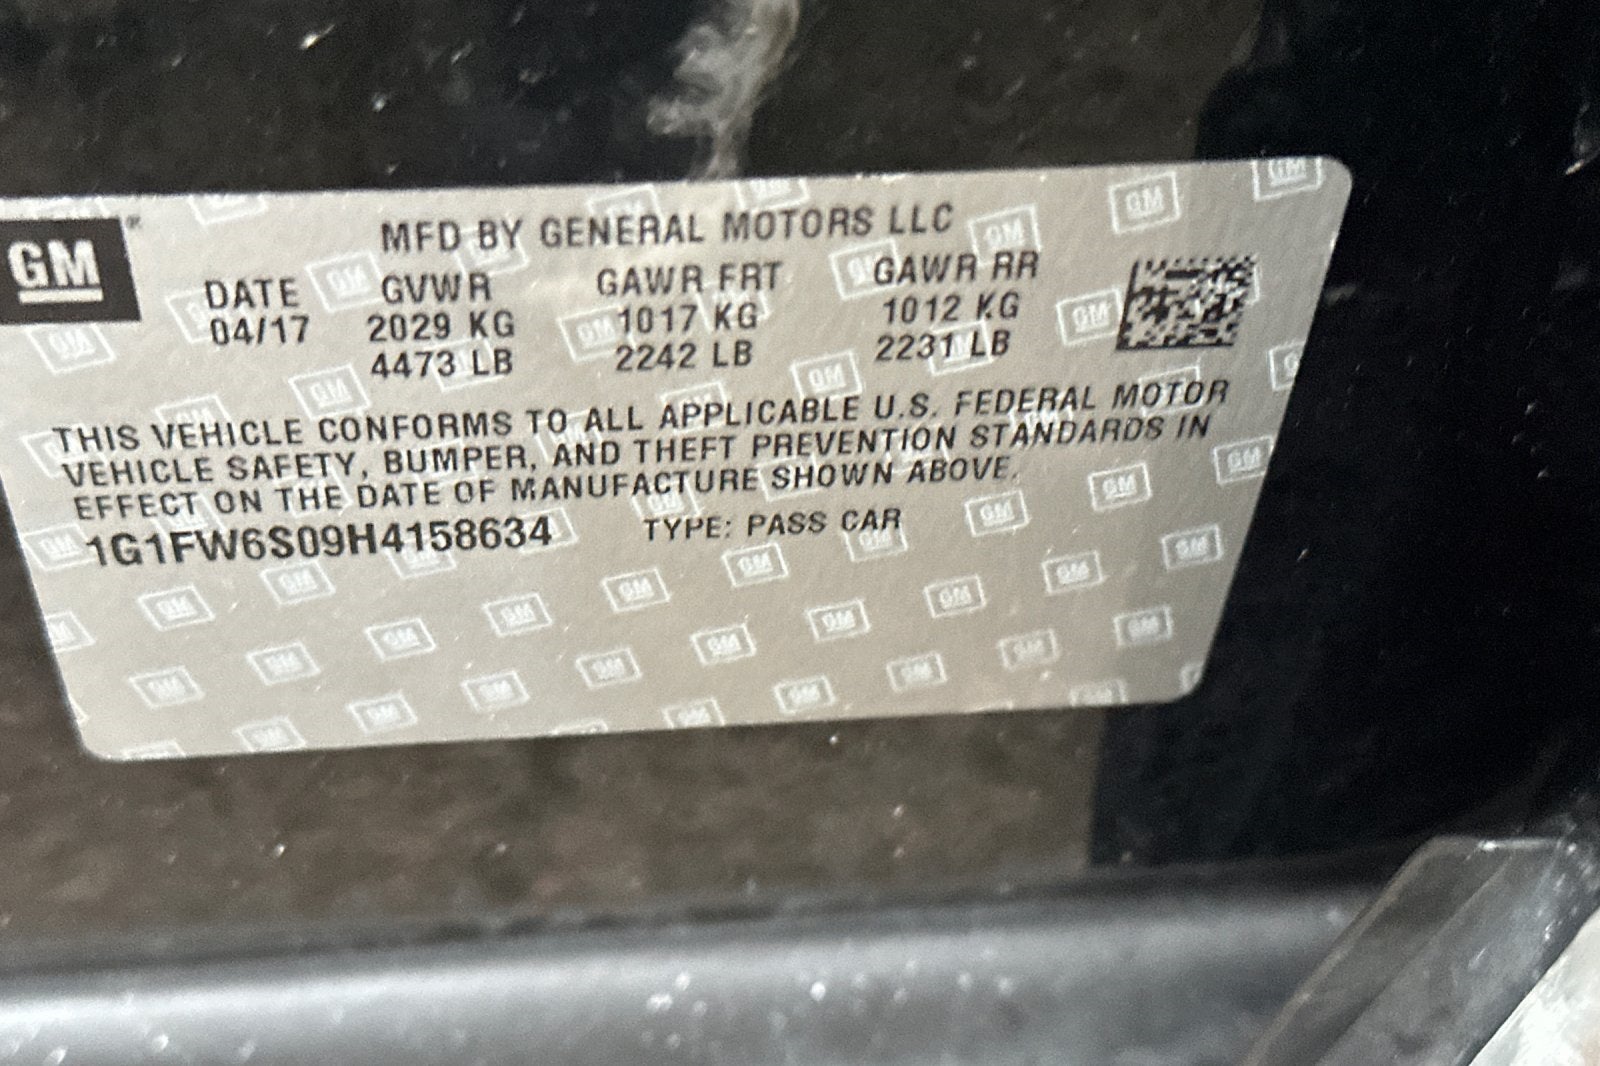 GM
MFD BY GENERAL MOTORS LLC
DATE GVWR GAWR FRT GAWR RR
04/17 2029 KG 1017 KG 1012 KG
4473 LB 2242 LB 2231 LB
THIS VEHICLE CONFORMS TO ALL APPLICABLE U.S. FEDERAL MOTOR
VEHICLE SAFETY, BUMPER, AND THEFT PREVENTION STANDARDS IN
EFFECT ON THE DATE OF MANUFACTURE SHOWN ABOVE.
1G1FW6S09H4158634 TYPE: PASS CAR